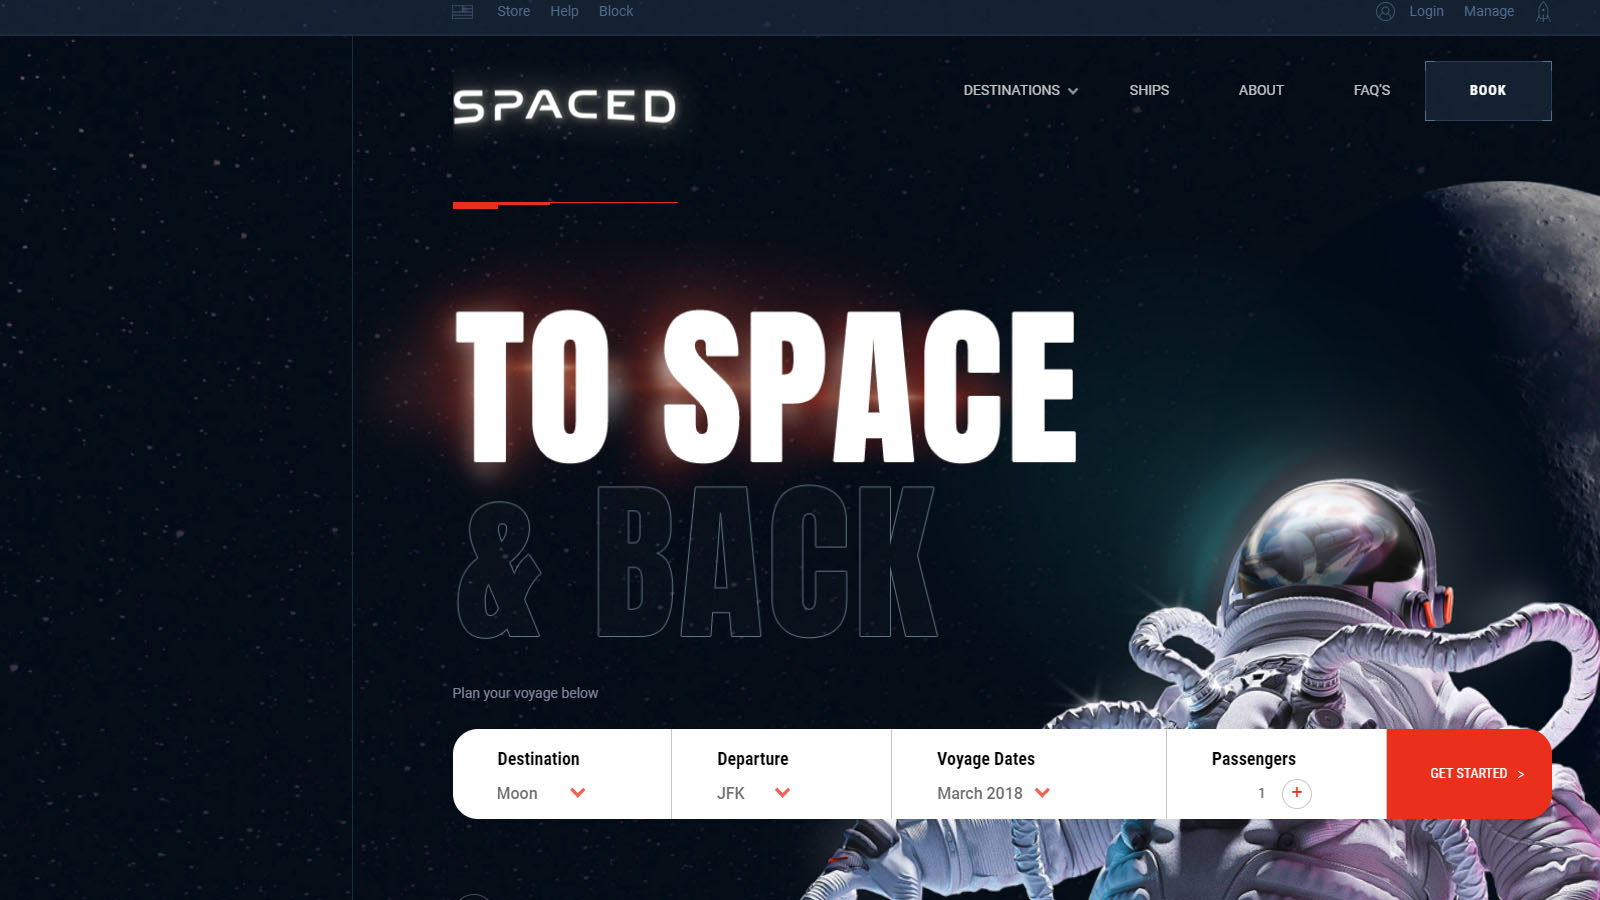 Store Help Block Login Manage
SPACED
DESTINATIONS SHIPS ABOUT FAQ'S BOOK
TO SPACE
& BACK
Plan your voyage below
Destination Departure Voyage Dates Passengers
Moon JFK March 2018 1 +
GET STARTED >